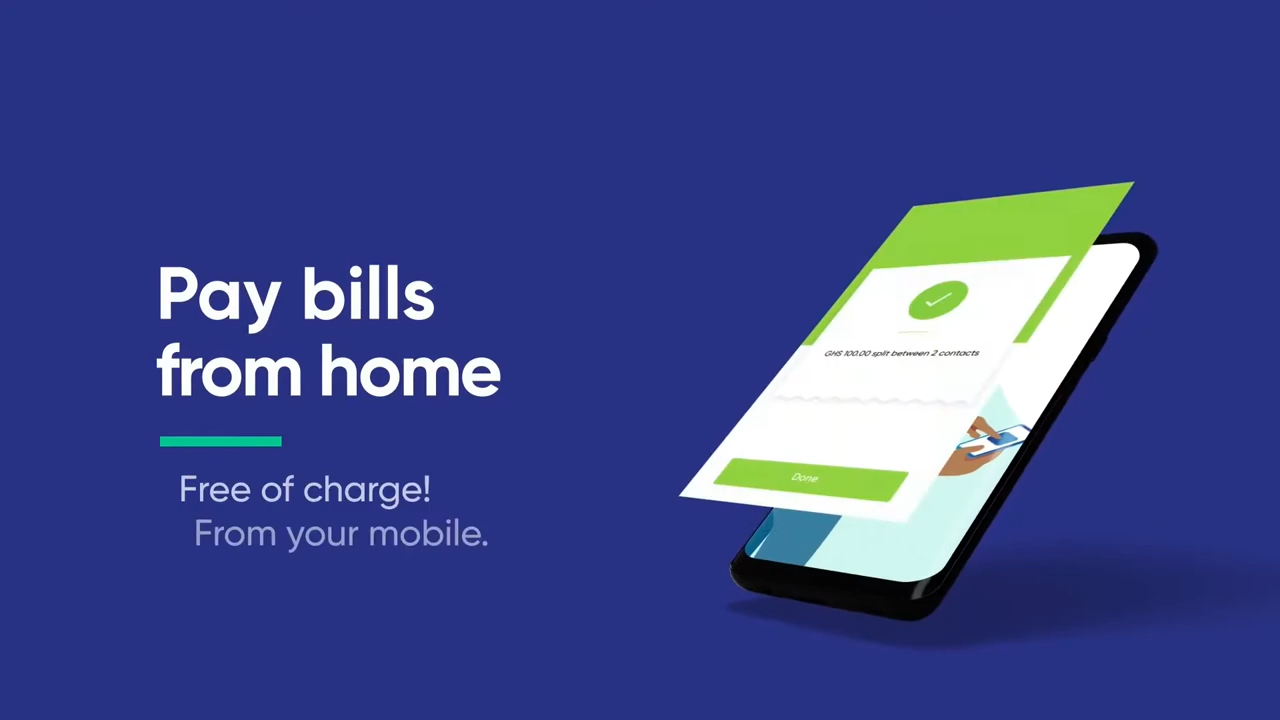 Pay bills
from home
Free of charge!
From your mobile.
GHS 100.00 split between 2 contacts
Done